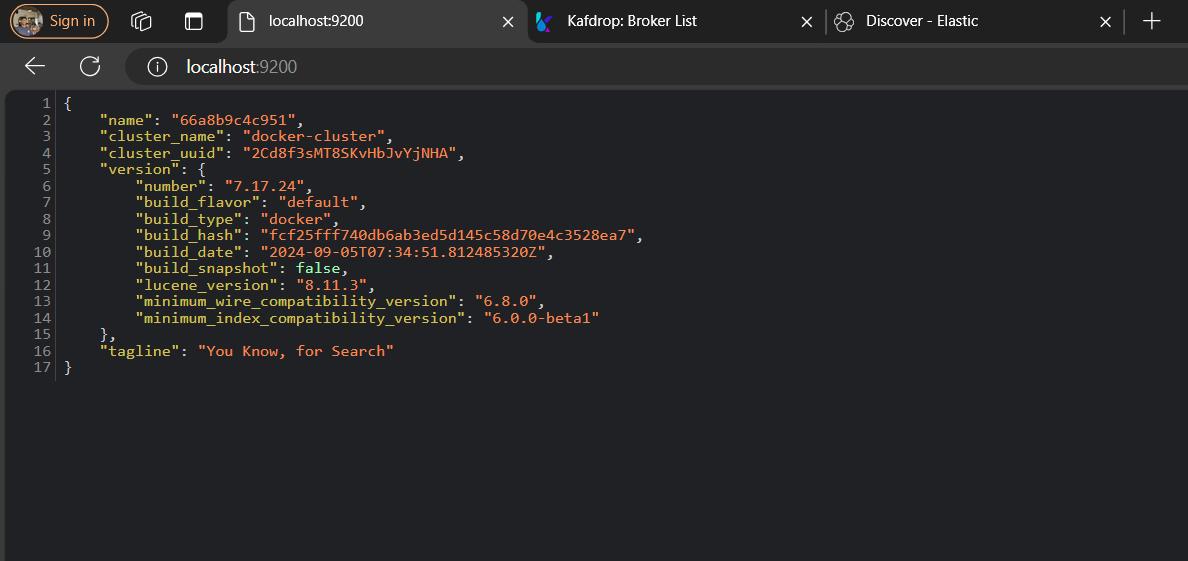 Sign in
localhost:9200
Kafdrop: Broker List
Discover - Elastic
localhost:9200
1 {
2 "name": "66a8b9c4c951",
3 "cluster_name": "docker-cluster",
4 "cluster_uuid": "2Cd8f3sMT8SKvHbJvYjNHA",
5 "version": {
6 "number": "7.17.24",
7 "build_flavor": "default",
8 "build_type": "docker",
9 "build_hash": "fcf25fff740db6ab3ed5d145c58d70e4c3528ea7",
10 "build_date": "2024-09-05T07:34:51.812485320Z",
11 "build_snapshot": false,
12 "lucene_version": "8.11.3",
13 "minimum_wire_compatibility_version": "6.8.0",
14 "minimum_index_compatibility_version": "6.0.0-beta1"
15 },
16 "tagline": "You Know, for Search"
17 }